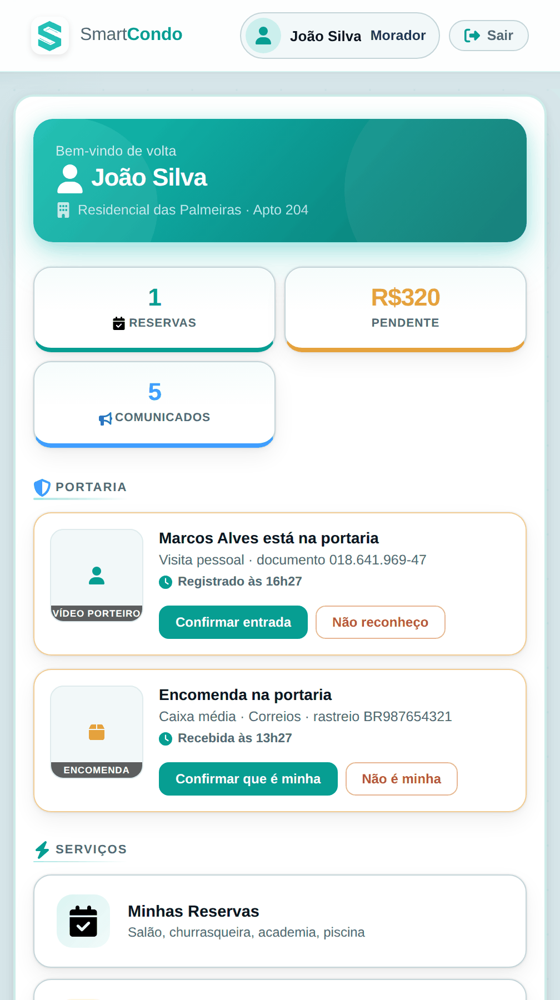 SmartCondo
João Silva Morador
Sair
Bem-vindo de volta
João Silva
Residencial das Palmeiras · Apto 204
1
RESERVAS
R$320
PENDENTE
5
COMUNICADOS
PORTARIA
VÍDEO PORTEIRO
Marcos Alves está na portaria
Visita pessoal · documento 018.641.969-47
Registrado às 16h27
Confirmar entrada
Não reconheço
ENCOMENDA
Encomenda na portaria
Caixa média · Correios · rastreio BR987654321
Recebida às 13h27
Confirmar que é minha
Não é minha
SERVIÇOS
Minhas Reservas
Salão, churrasqueira, academia, piscina